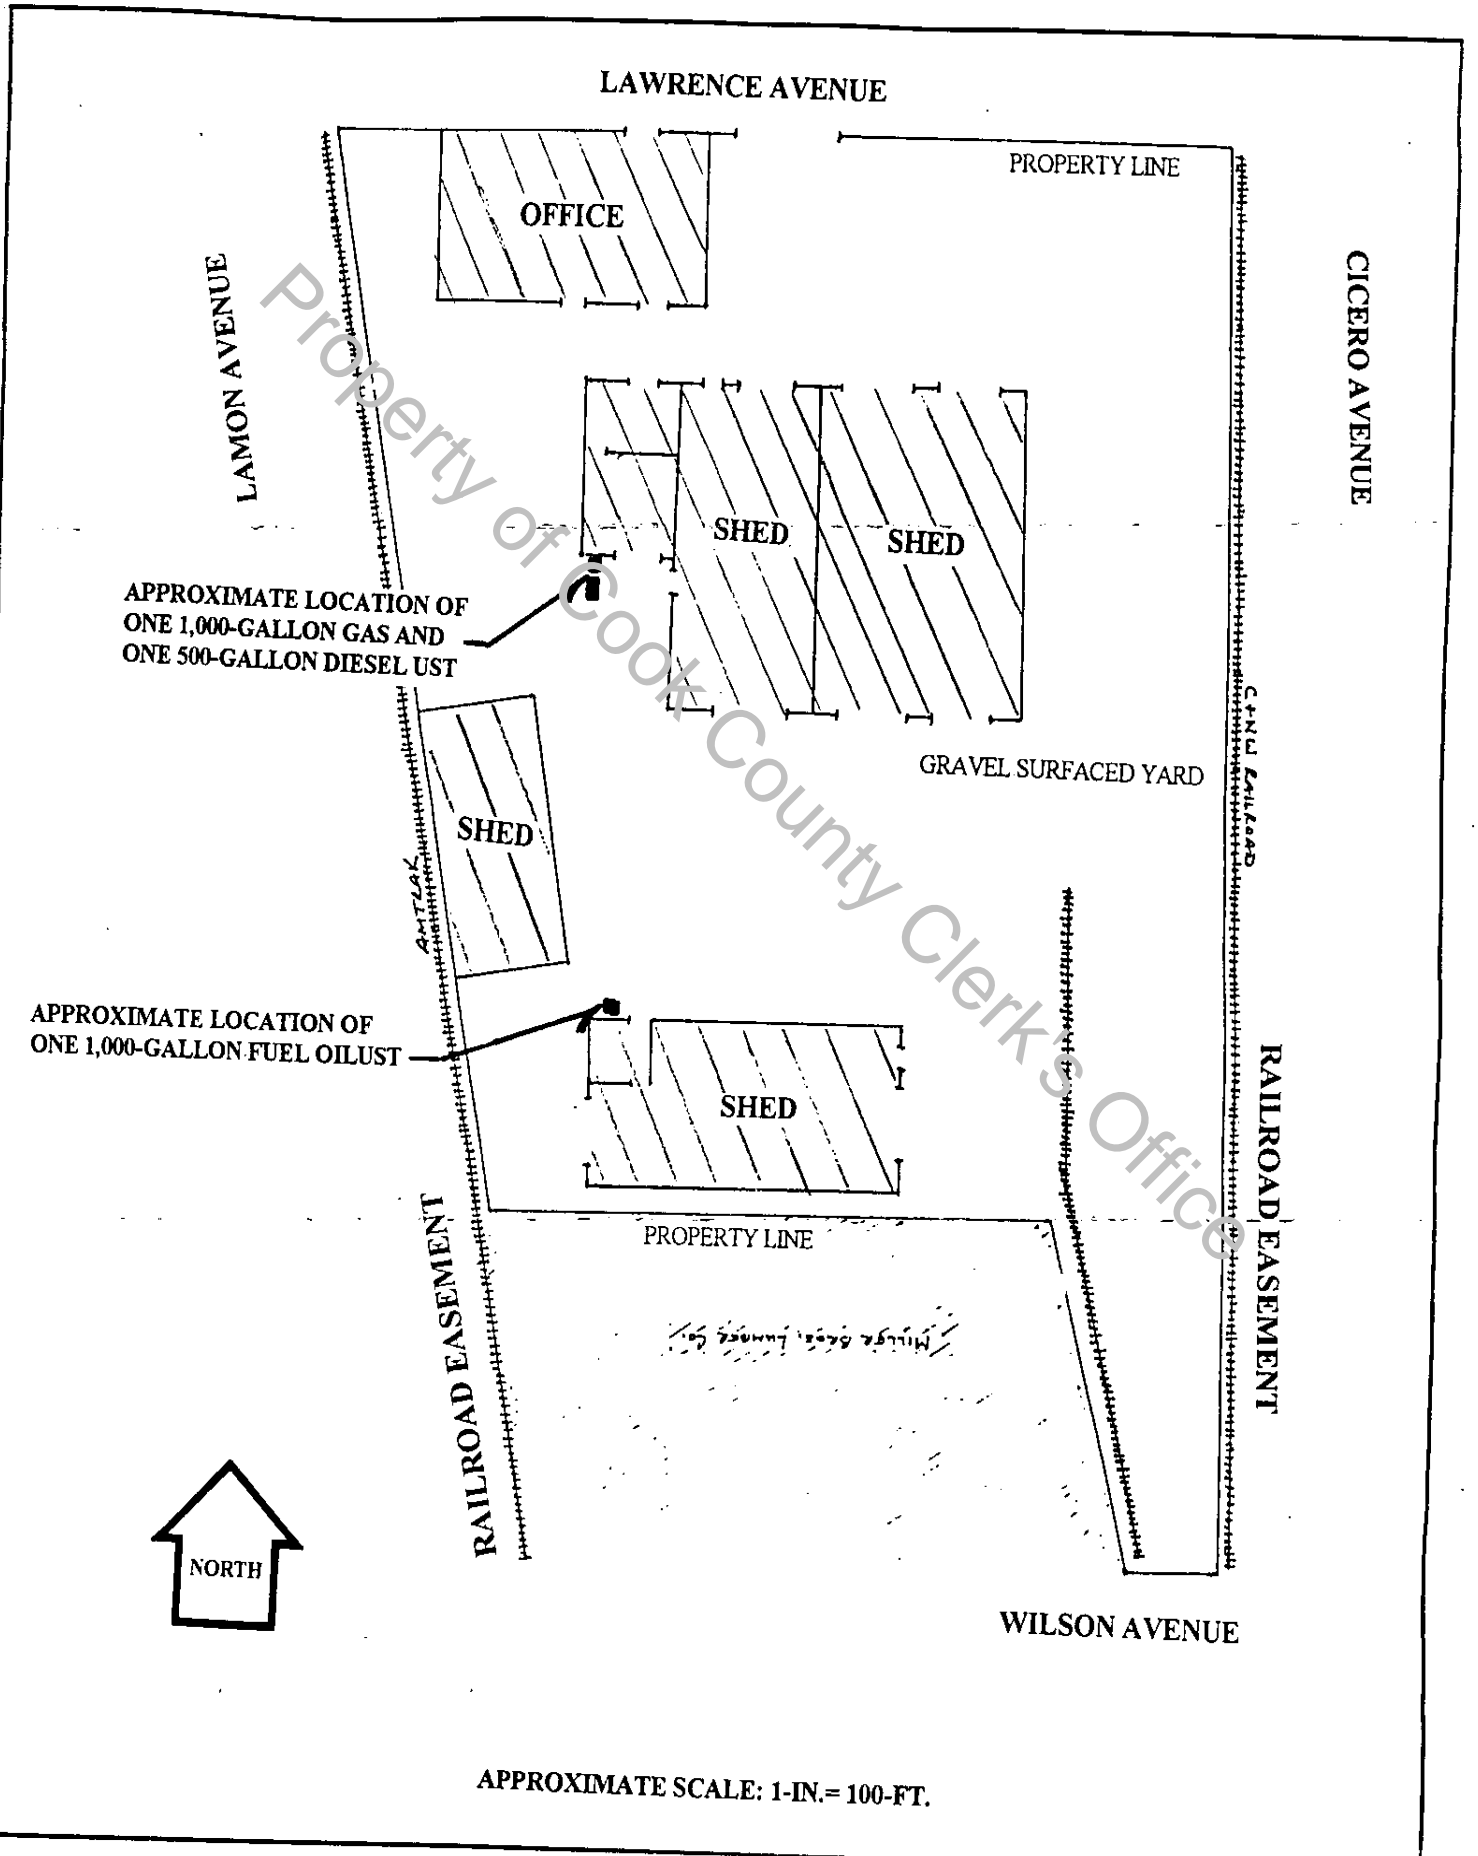 LAWRENCE AVENUE
PROPERTY LINE
OFFICE
LAMON AVENUE
CICERO AVENUE
Property of Cook County Clerk's Office
SHED
SHED
APPROXIMATE LOCATION OF
ONE 1,000-GALLON GAS AND
ONE 500-GALLON DIESEL UST
C+NW RAILROAD
GRAVEL SURFACED YARD
SHED
AMTRAK
APPROXIMATE LOCATION OF
ONE 1,000-GALLON FUEL OILUST
SHED
RAILROAD EASEMENT
RAILROAD EASEMENT
PROPERTY LINE
Bros. Lumber Co.
NORTH
WILSON AVENUE
APPROXIMATE SCALE: 1-IN.= 100-FT.